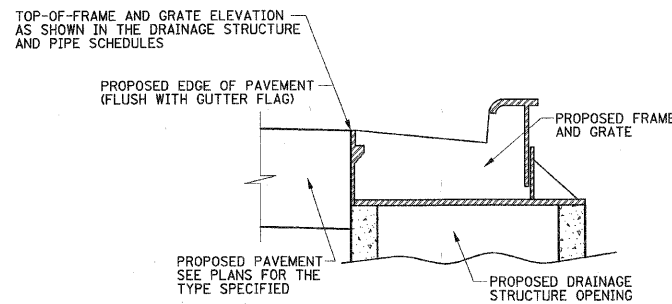 TOP-OF-FRAME AND GRATE ELEVATION
AS SHOWN IN THE DRAINAGE STRUCTURE
AND PIPE SCHEDULES
PROPOSED EDGE OF PAVEMENT
(FLUSH WITH GUTTER FLAG)
PROPOSED FRAME
AND GRATE
PROPOSED PAVEMENT
SEE PLANS FOR THE
TYPE SPECIFIED
PROPOSED DRAINAGE
STRUCTURE OPENING